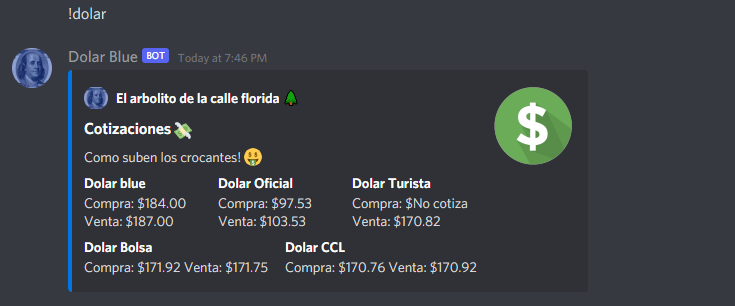 !dolar
Dolar Blue BOT Today at 7:46 PM
El arbolito de la calle florida 🌲
Cotizaciones 💸
Como suben los crocantes! 🤑
$
Dolar blue Dolar Oficial Dolar Turista
Compra: $184.00 Compra: $97.53 Compra: $No cotiza
Venta: $187.00 Venta: $103.53 Venta: $170.82
Dolar Bolsa Dolar CCL
Compra: $171.92 Venta: $171.75 Compra: $170.76 Venta: $170.92